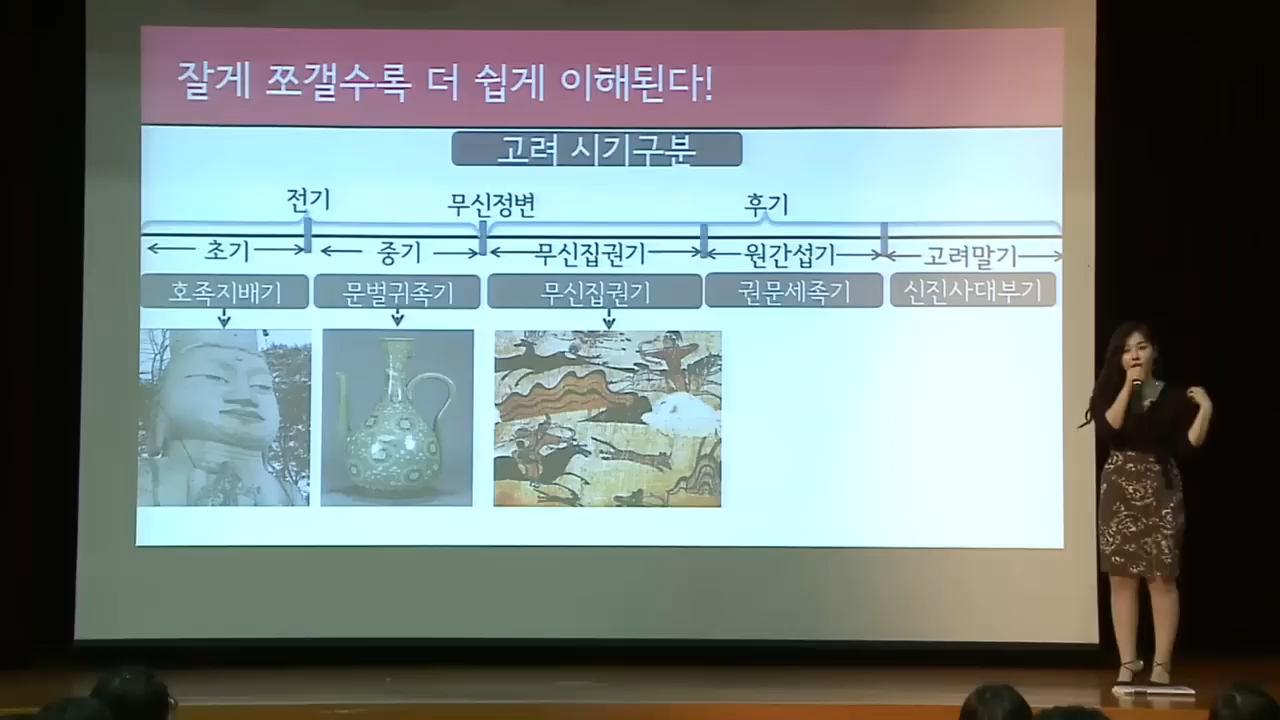 잘게 쪼갤수록 더 쉽게 이해된다!
고려 시기구분
전기 무신정변 후기
초기 중기 무신집권기 원간섭기 고려말기
호족지배기 문벌귀족기 무신집권기 권문세족기 신진사대부기